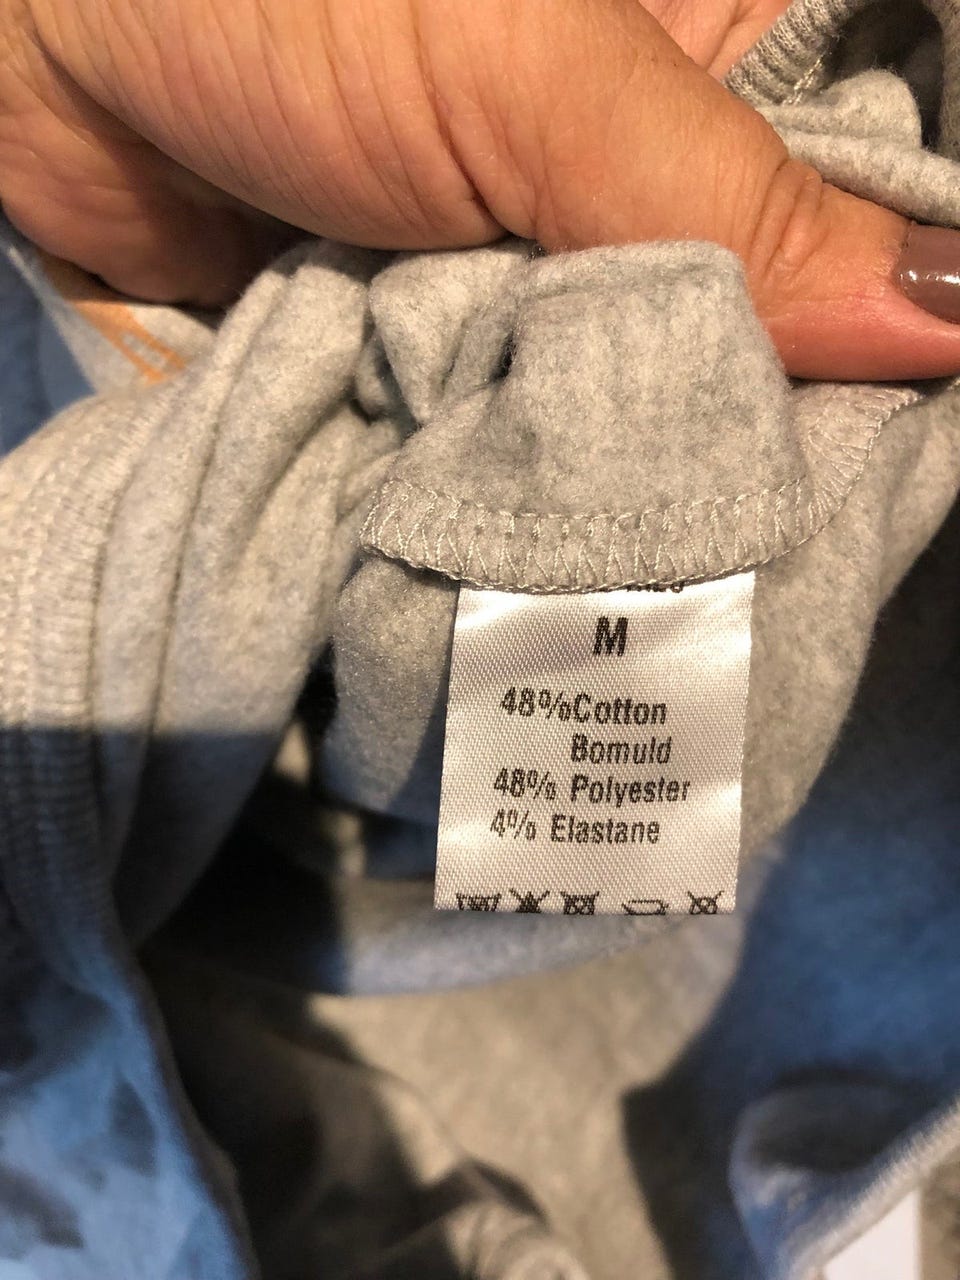 M
48%Cotton
Bomuld
48% Polyester
4% Elastane